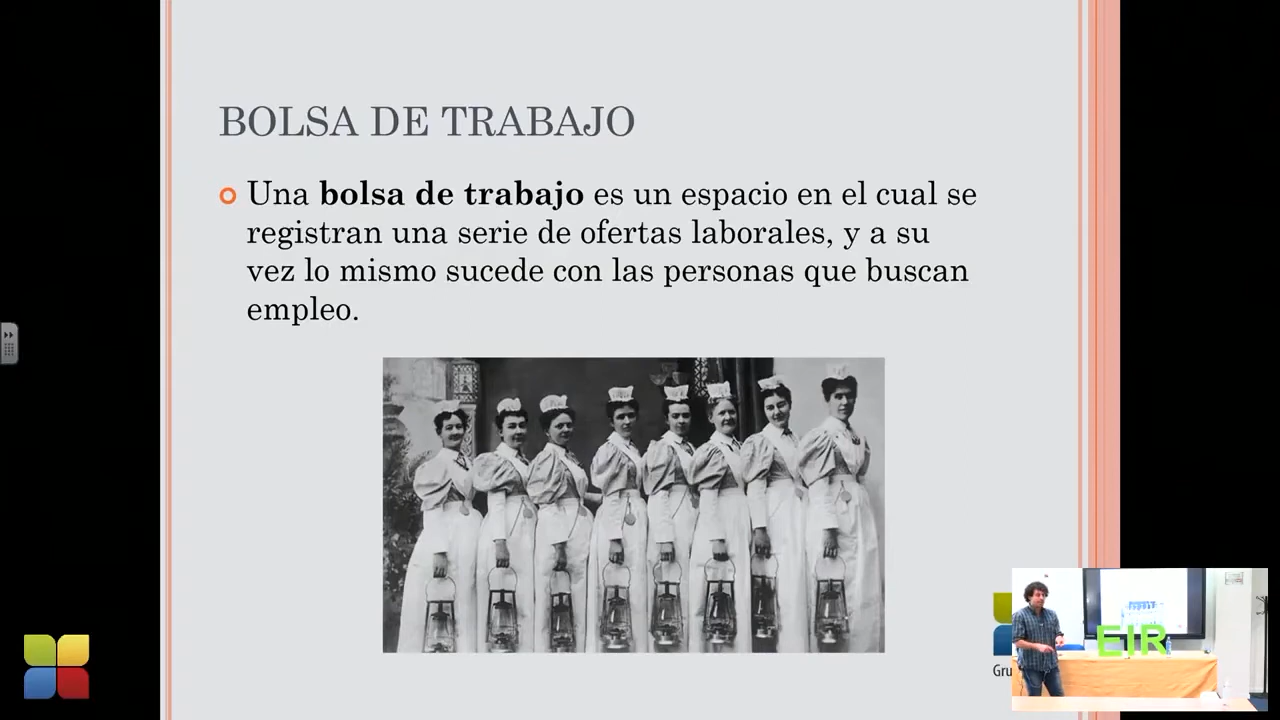 BOLSA DE TRABAJO
Una bolsa de trabajo es un espacio en el cual se
registran una serie de ofertas laborales, y a su
vez lo mismo sucede con las personas que buscan
empleo.
EIR
Gru